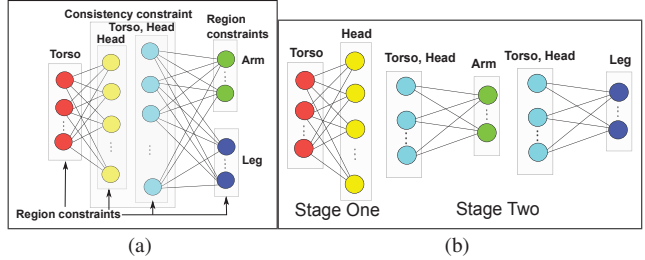 Consistency constraint
Torso, Head
Region
constraints
Head
Torso
Arm
Leg
Region constraints
(a)
Head
Torso
Torso, Head
Arm
Torso, Head
Leg
Stage One
Stage Two
(b)